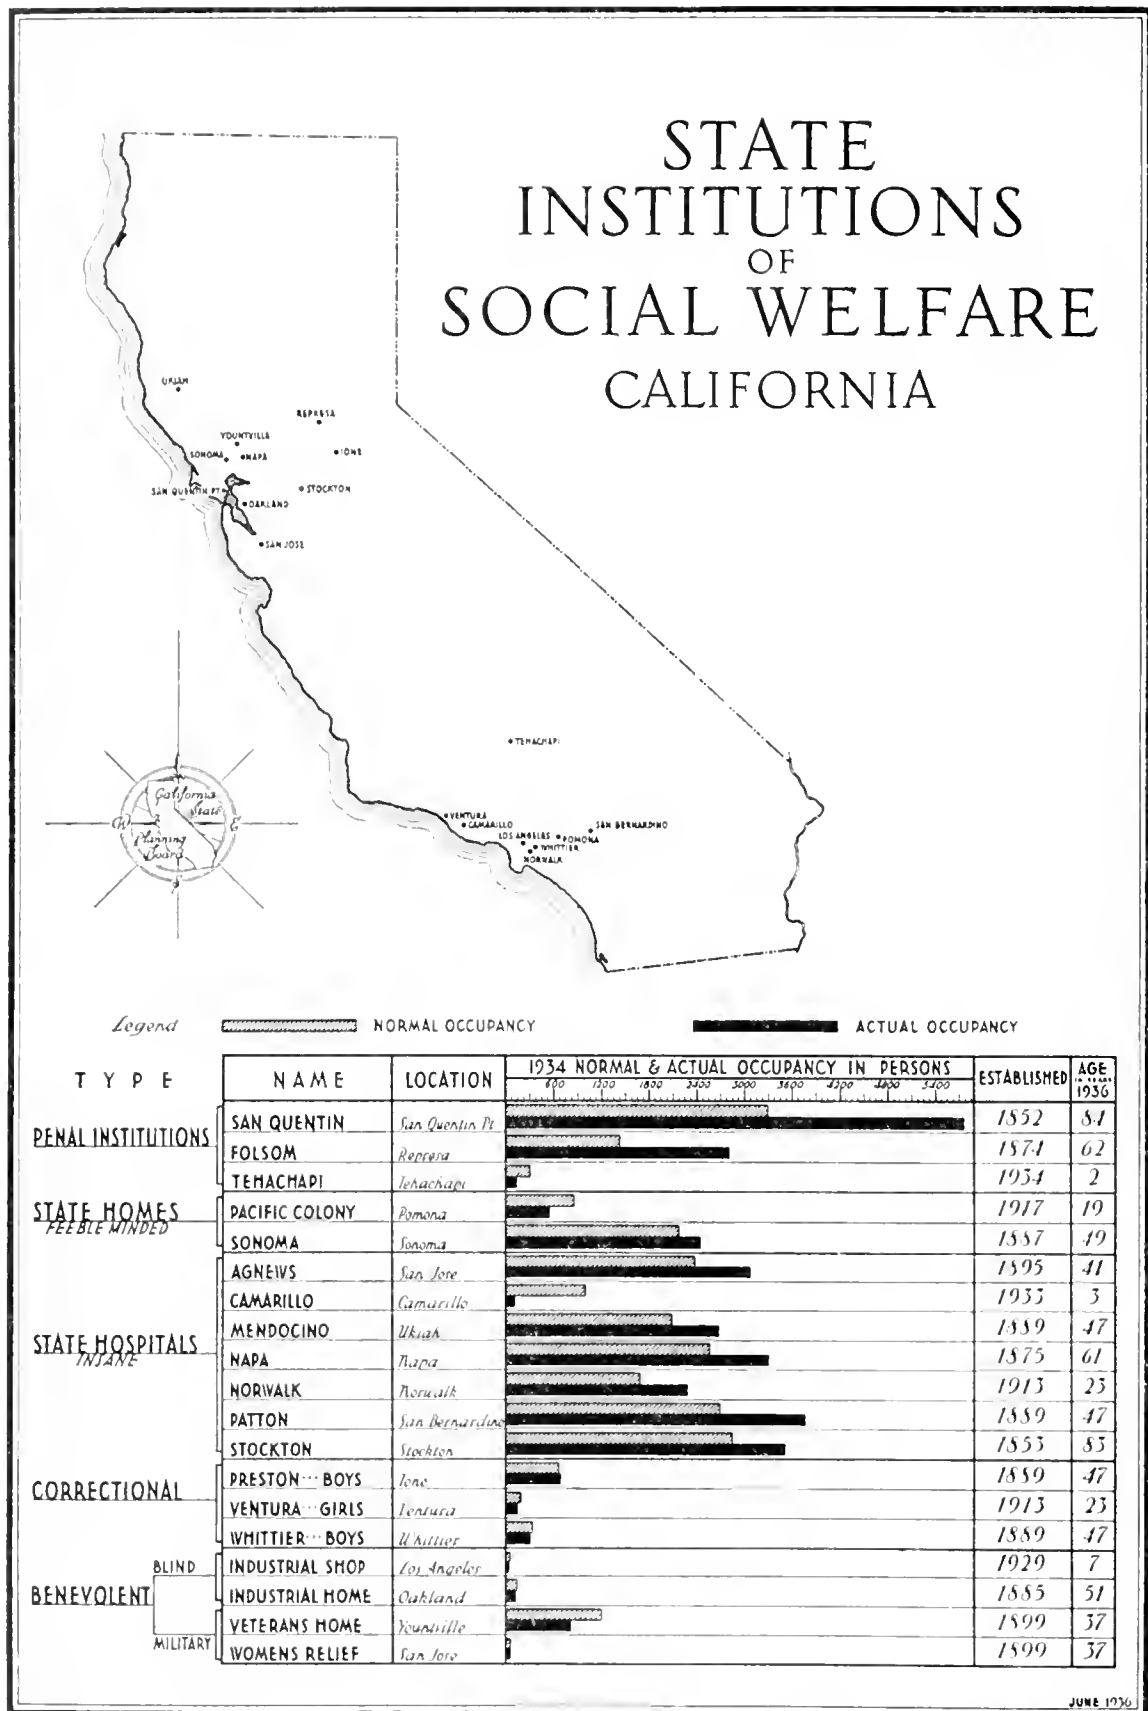 STATE
INSTITUTIONS
OF
SOCIAL WELFARE
CALIFORNIA
UKIAH
REPRESA
YOUNTVILLA
SONOMA
NAPA
IONE
SAN QUENTIN PT
STOCKTON
OAKLAND
SAN JOSE
TEHACHAPI
VENTURA
CAMARILLO
LOS ANGELES
SAN BERNARDINO
POMONA
WHITTIER
NORWALK
California
State
W E
Planning
Board
S
Legend NORMAL OCCUPANCY ACTUAL OCCUPANCY
TYPE NAME LOCATION 1934 NORMAL & ACTUAL OCCUPANCY IN PERSONS ESTABLISHED AGE IN YEARS 1936
600 1200 1800 2400 3000 3600 4200 4800 5400
PENAL INSTITUTIONS
SAN QUENTIN San Quentin Pt 1852 84
FOLSOM Represa 1874 62
TEHACHAPI Tehachapi 1934 2
STATE HOMES
FEEBLE MINDED
PACIFIC COLONY Pomona 1917 19
SONOMA Sonoma 1887 49
STATE HOSPITALS
INSANE
AGNEWS San Jose 1895 41
CAMARILLO Camarillo 1933 3
MENDOCINO Ukiah 1889 47
NAPA Napa 1875 61
NORWALK Norwalk 1913 23
PATTON San Bernardino 1889 47
STOCKTON Stockton 1853 83
CORRECTIONAL
PRESTON···BOYS Ione 1889 47
VENTURA···GIRLS Ventura 1913 23
WHITTIER···BOYS Whittier 1889 47
BENEVOLENT
BLIND
INDUSTRIAL SHOP Los Angeles 1929 7
INDUSTRIAL HOME Oakland 1885 51
MILITARY
VETERANS HOME Yountville 1899 37
WOMENS RELIEF San Jose 1899 37
JUNE 1936